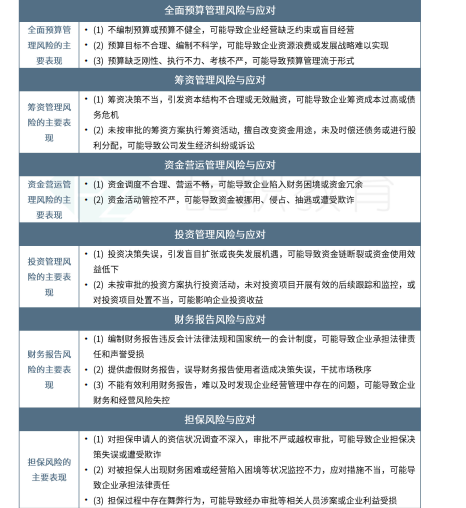 全面预算管理风险与应对
全面预算管
理风险的主
要表现
• (1) 不编制预算或预算不健全，可能导致企业经营缺乏约束或盲目经营
• (2) 预算目标不合理、编制不科学，可能导致企业资源浪费或发展战略难以实现
• (3) 预算缺乏刚性、执行不力、考核不严，可能导致预算管理流于形式
筹资管理风险与应对
筹资管理风
险的主要表
现
• (1) 筹资决策不当，引发资本结构不合理或无效融资，可能导致企业筹资成本过高或债
务危机
• (2) 未按审批的筹资方案执行筹资活动, 擅自改变资金用途，未及时偿还债务或进行股
利分配，可能导致公司发生经济纠纷或诉讼
资金营运管理风险与应对
资金营运管
理风险的主
要表现
• (1) 资金调度不合理、营运不畅，可能导致企业陷入财务困境或资金冗余
• (2) 资金活动管控不严，可能导致资金被挪用、侵占、抽逃或遭受欺诈
投资管理风险与应对
投资管理风
险的主要表
现
• (1) 投资决策失误，引发盲目扩张或丧失发展机遇，可能导致资金链断裂或资金使用效
益低下
• (2) 未按审批的投资方案执行投资活动，未对投资项目开展有效的后续跟踪和监控，或
对投资项目处置不当，可能影响企业投资收益
财务报告风险与应对
财务报告风
险的主要表
现
• (1) 编制财务报告违反会计法律法规和国家统一的会计制度，可能导致企业承担法律责
任和声誉受损
• (2) 提供虚假财务报告，误导财务报告使用者造成决策失误，干扰市场秩序
• (3) 不能有效利用财务报告，难以及时发现企业经营管理中存在的问题，可能导致企业
财务和经营风险失控
担保风险与应对
担保风险的
主要表现
• (1) 对担保申请人的资信状况调查不深入，审批不严或越权审批，可能导致企业担保决
策失误或遭受欺诈
• (2) 对被担保人出现财务困难或经营陷入困境等状况监控不力，应对措施不当，可能导
致企业承担法律责任
• (3) 担保过程中存在舞弊行为，可能导致经办审批等相关人员涉案或企业利益受损